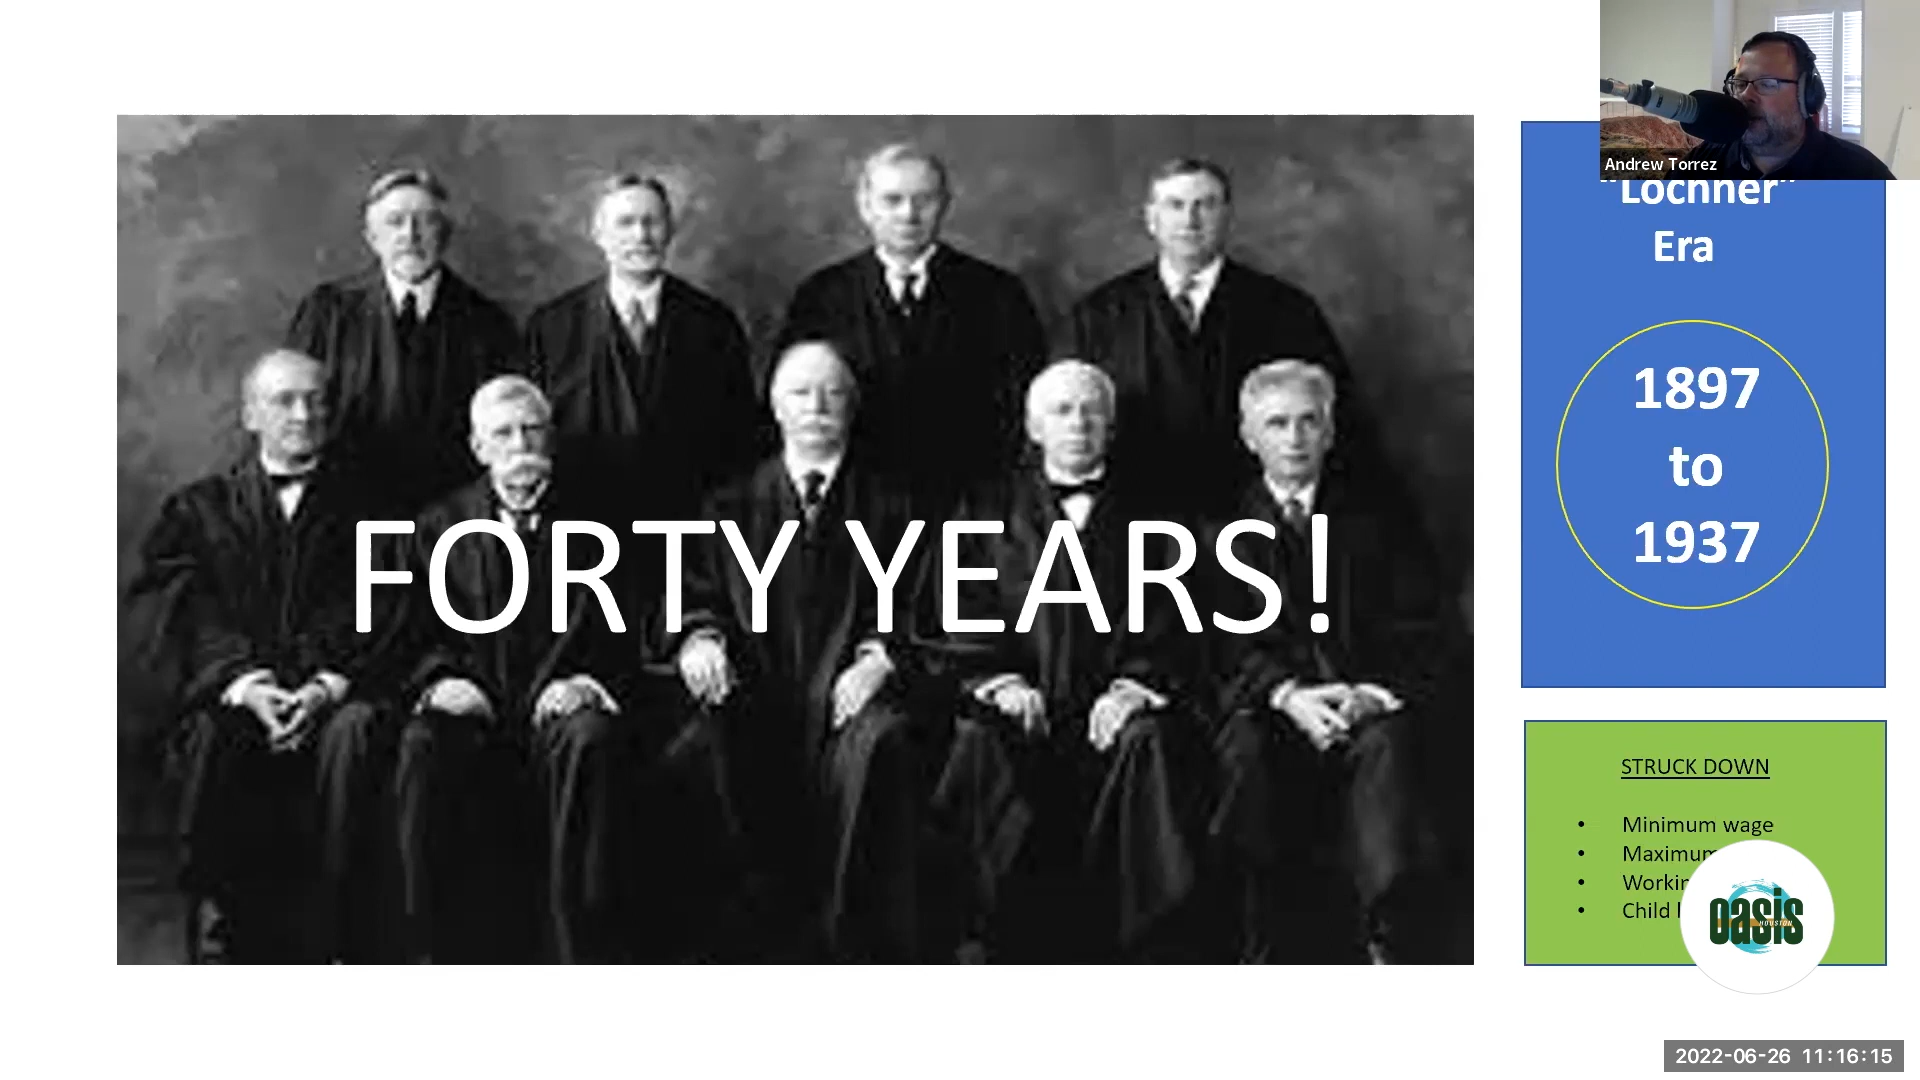 Andrew Torrez
"Lochner"
Era
1897
to
1937
FORTY YEARS!
STRUCK DOWN
• Minimum wage
• Maximum
•
• Child
oasis
HOUSTON
2022-06-26 11:16:15